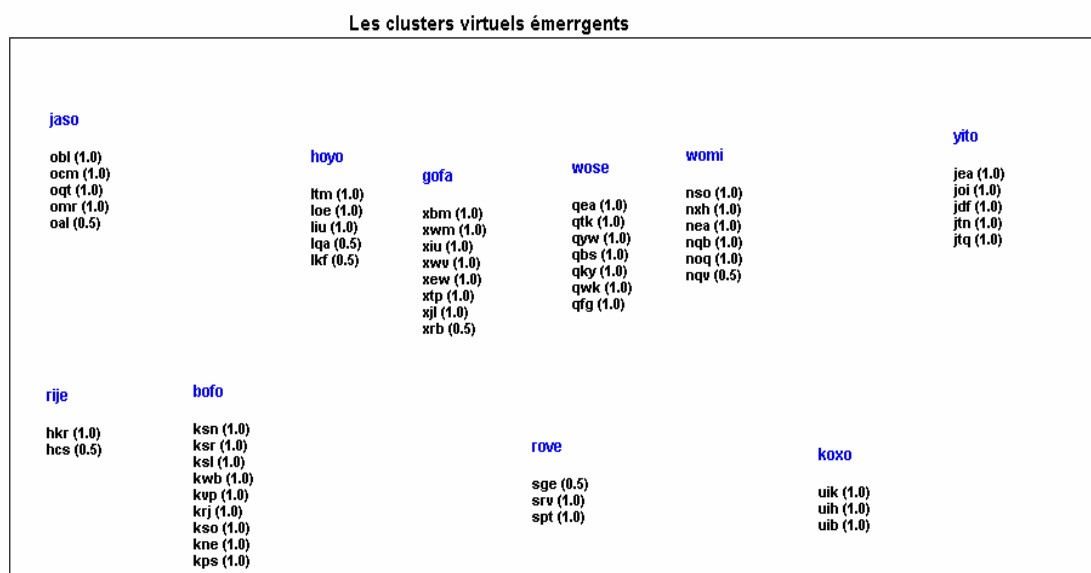 Les clusters virtuels émerrgents
jaso
obl (1.0)
ocm (1.0)
oqt (1.0)
omr (1.0)
oal (0.5)
hoyo
ltm (1.0)
loe (1.0)
liu (1.0)
lqa (0.5)
lkf (0.5)
gofa
xbm (1.0)
xwm (1.0)
xiu (1.0)
xwv (1.0)
xew (1.0)
xtp (1.0)
xjl (1.0)
xrb (0.5)
wose
qea (1.0)
qtk (1.0)
qyw (1.0)
qbs (1.0)
qky (1.0)
qwk (1.0)
qfg (1.0)
womi
nso (1.0)
nxh (1.0)
nea (1.0)
nqb (1.0)
noq (1.0)
nqv (0.5)
yito
jea (1.0)
joi (1.0)
jdf (1.0)
jtn (1.0)
jtq (1.0)
rije
hkr (1.0)
hcs (0.5)
bofo
ksn (1.0)
ksr (1.0)
ksl (1.0)
kwb (1.0)
kvp (1.0)
krj (1.0)
kso (1.0)
kne (1.0)
kps (1.0)
rove
sge (0.5)
srv (1.0)
spt (1.0)
koxo
uik (1.0)
uih (1.0)
uib (1.0)